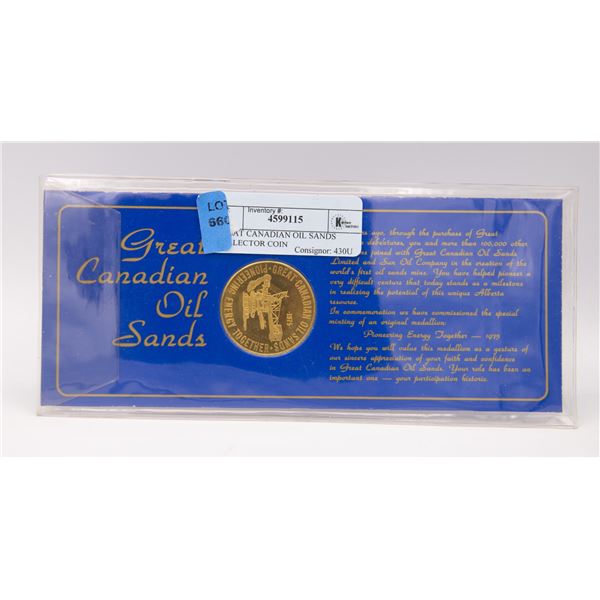 LOT
Inventory #:
4599115
CANADIAN OIL SANDS
COLLECTOR COIN
Consignor: 430U
Great
Canadian
Oil
Sands
GREAT CANADIAN OIL SANDS
PIONEERING ENERGY TOGETHER
1975
ago, through the purchase of Great
debentures, you and more than 100,000 other
joined with Great Canadian Oil Sands
Limited and Sun Oil Company in the creation of the
world's first oil sands mine. You have helped pioneer a
very difficult venture that today stands as a milestone
in realizing the potential of this unique Alberta
resource.
In commemoration we have commissioned the special
minting of an original medallion:
Pioneering Energy Together — 1975
We hope you will value this medallion as a gesture of
our sincere appreciation of your faith and confidence
in Great Canadian Oil Sands. Your role has been an
important one — your participation historic.